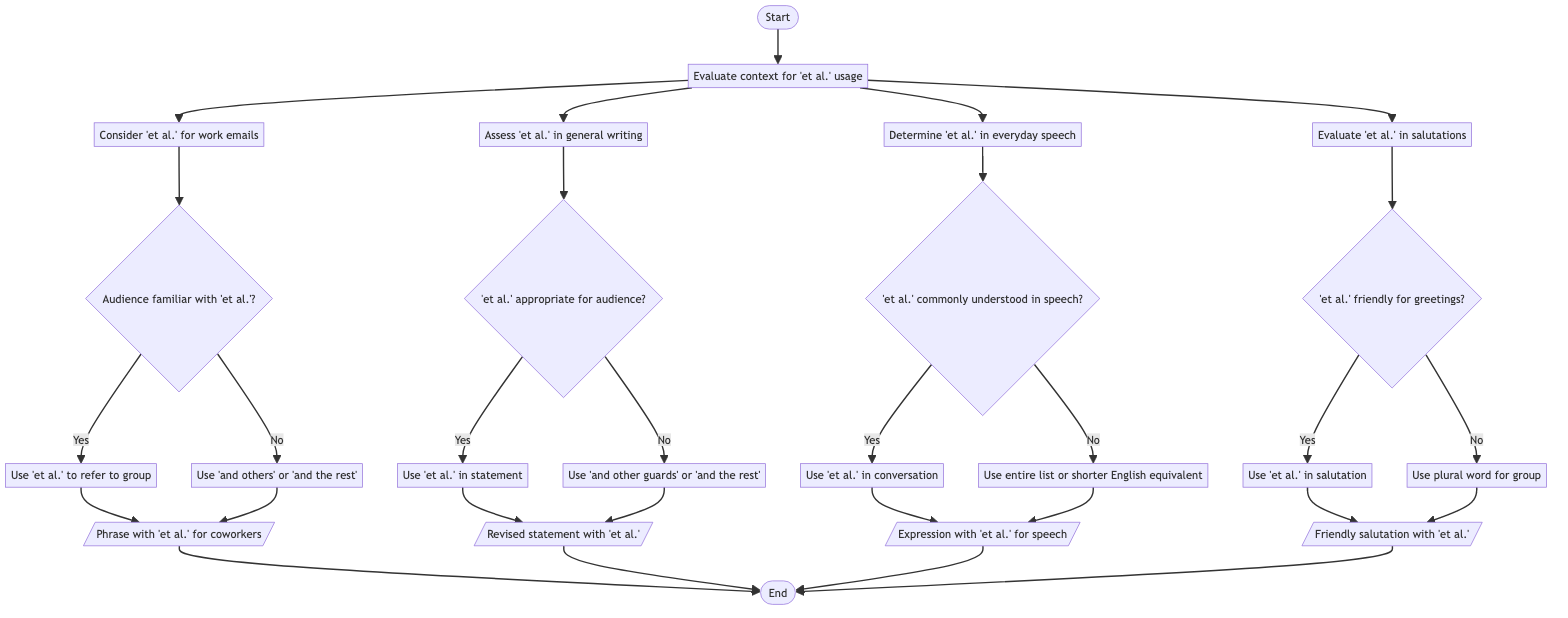 Start
Evaluate context for 'et al.' usage
Consider 'et al.' for work emails
Assess 'et al.' in general writing
Determine 'et al.' in everyday speech
Evaluate 'et al.' in salutations
Audience familiar with 'et al.'?
'et al.' appropriate for audience?
'et al.' commonly understood in speech?
'et al.' friendly for greetings?
Yes
No
Yes
No
Yes
No
Yes
No
Use 'et al.' to refer to group
Use 'and others' or 'and the rest'
Use 'et al.' in statement
Use 'and other guards' or 'and the rest'
Use 'et al.' in conversation
Use entire list or shorter English equivalent
Use 'et al.' in salutation
Use plural word for group
Phrase with 'et al.' for coworkers
Revised statement with 'et al.'
Expression with 'et al.' for speech
Friendly salutation with 'et al.'
End